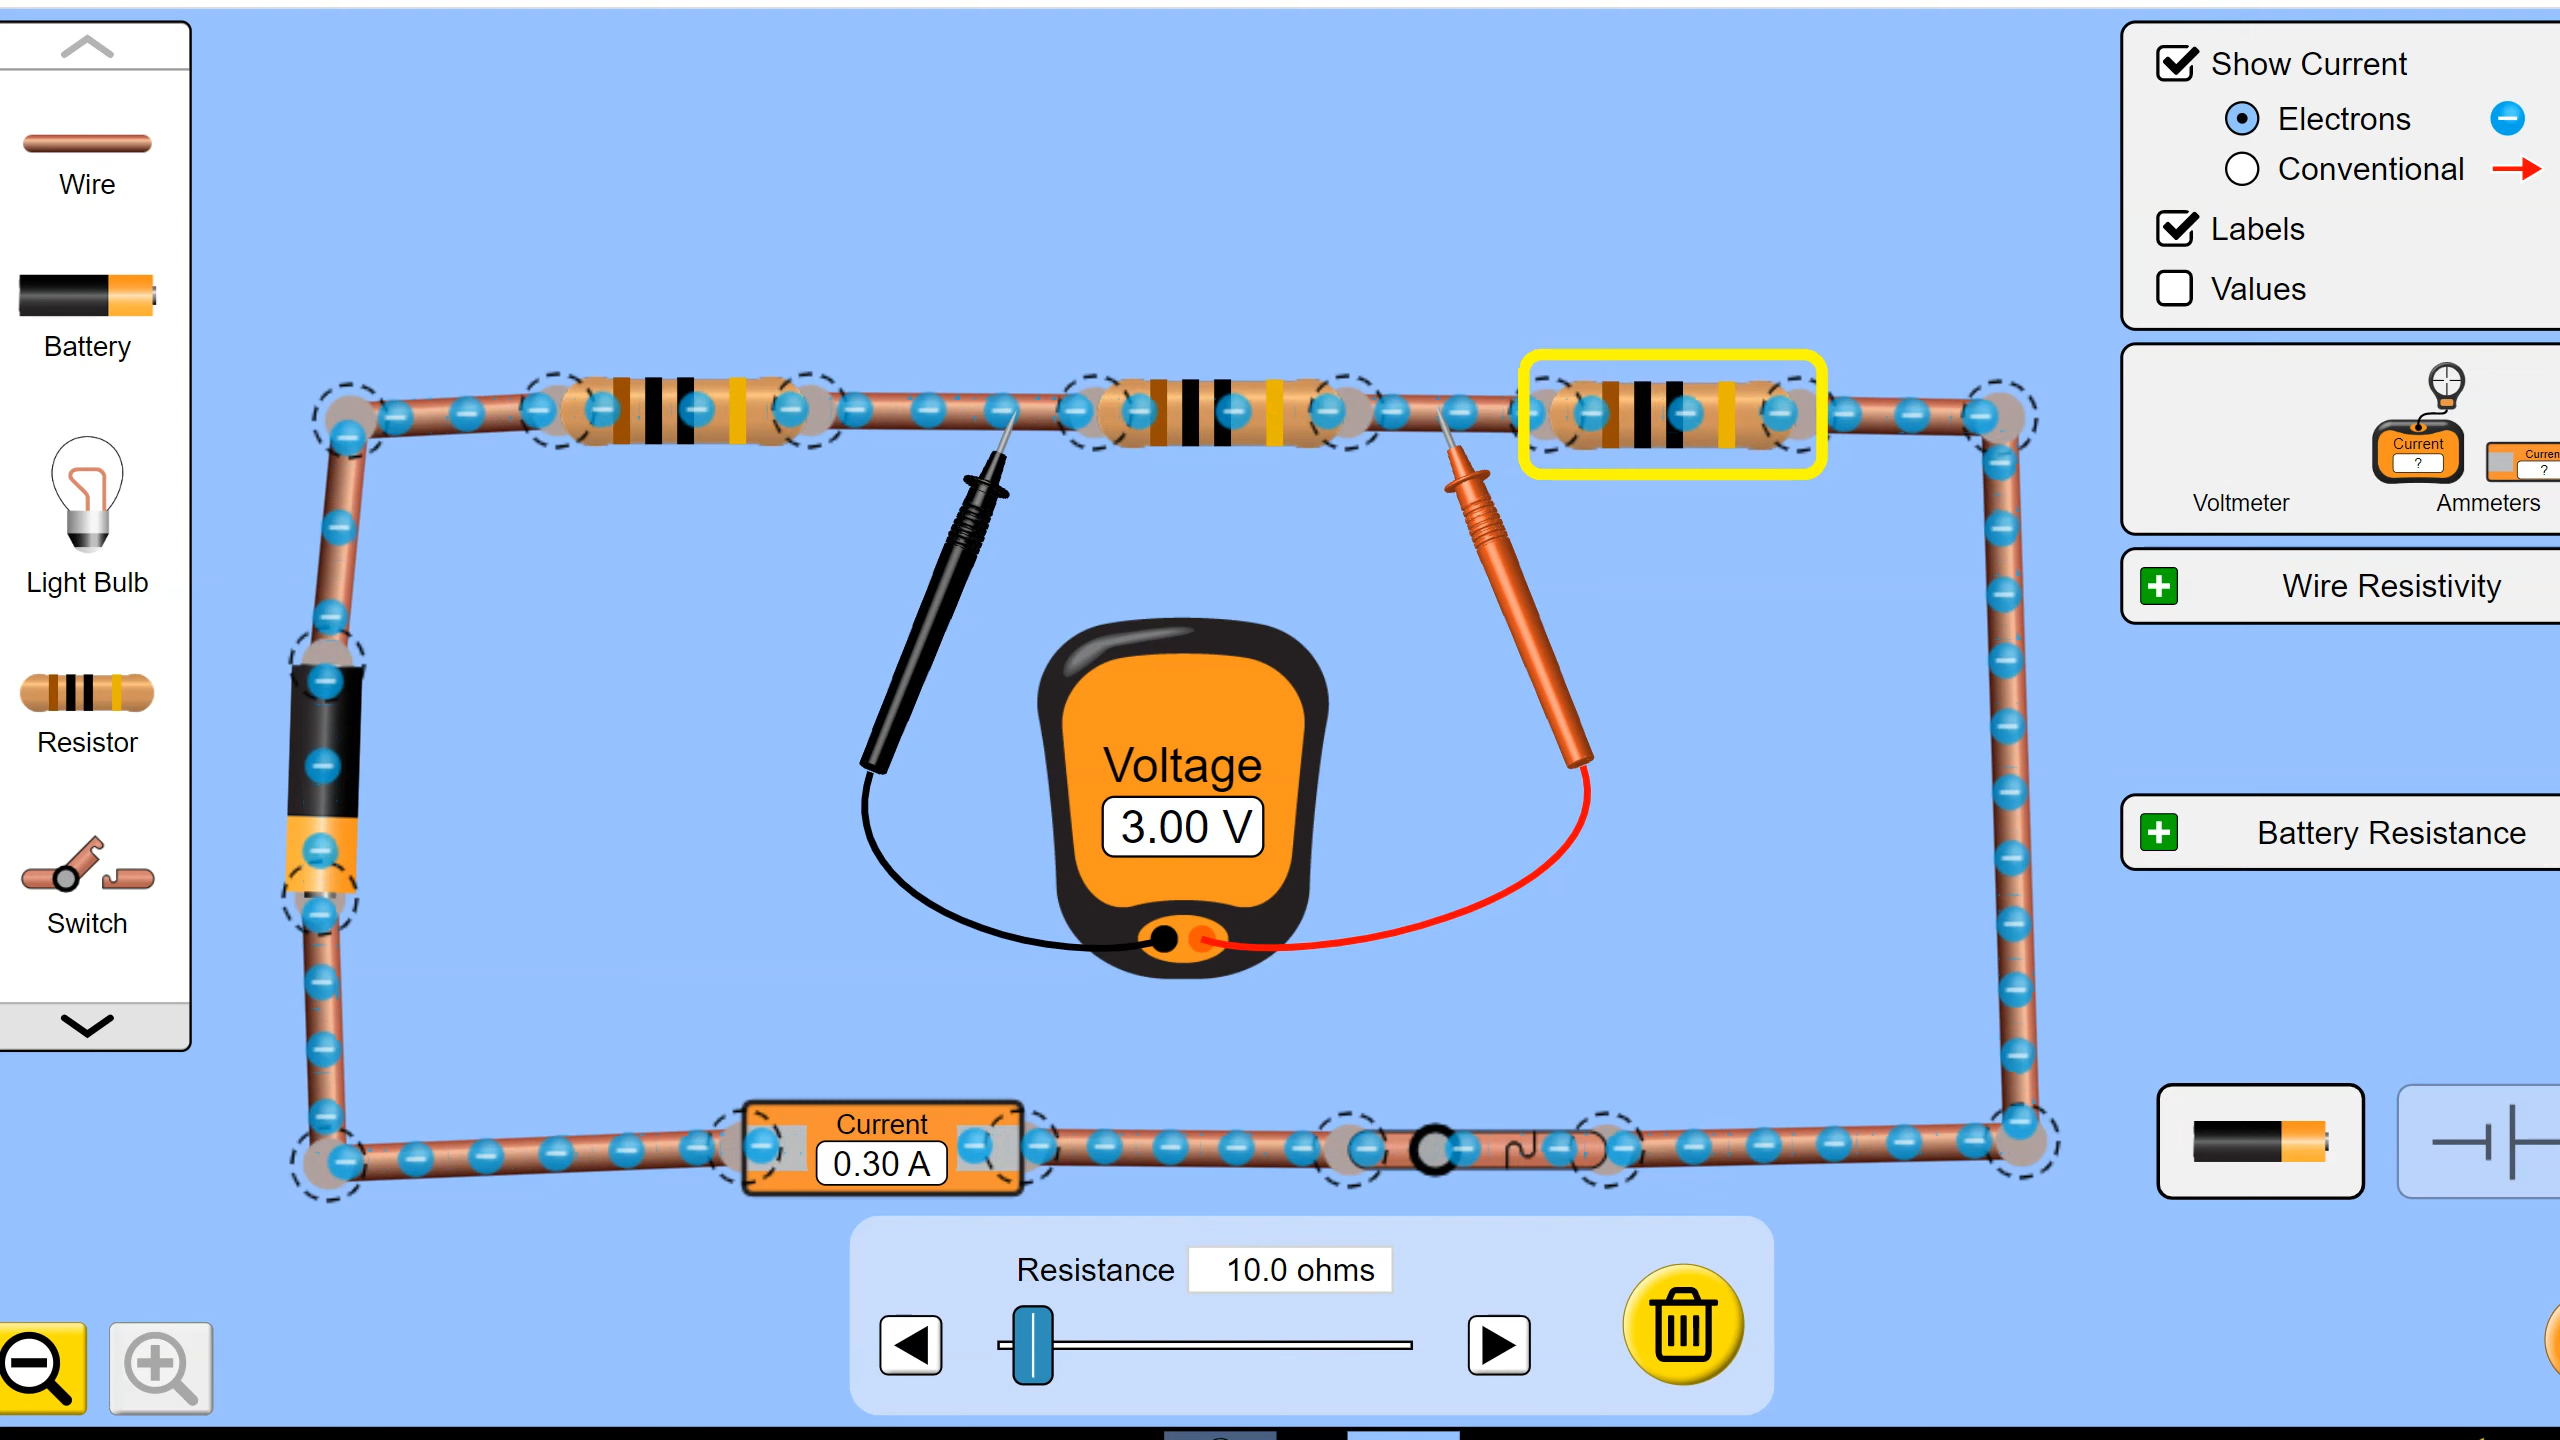 Wire
Battery
Light Bulb
Resistor
Switch
Show Current
Electrons
Conventional
Labels
Values
Current
?
Curren
?
Voltmeter
Ammeters
Wire Resistivity
Battery Resistance
Voltage
3.00 V
Current
0.30 A
Resistance 10.0 ohms